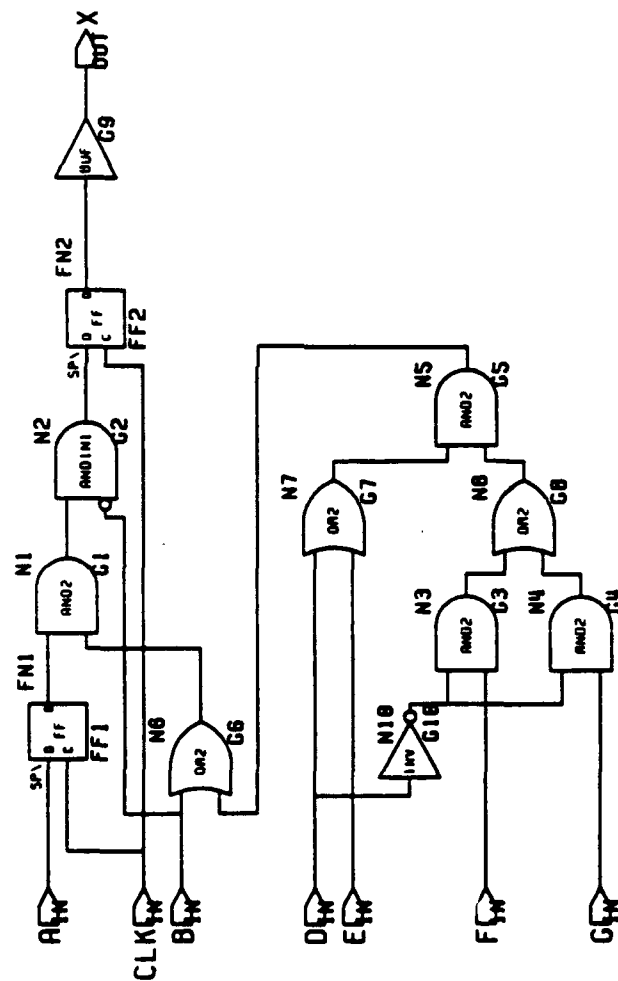 X
OUT
BUF
G9
FN2
SP\
D
Q
FF
C
FF2
N2
ANDIN1
G2
N1
AND2
G1
FN1
SP\
D
Q
FF
C
FF1
N6
OR2
G6
A
IN
CLK
IN
B
IN
N5
AND2
G5
N7
OR2
G7
N8
OR2
G8
N3
AND2
G3
N4
AND2
G4
N10
INV
G10
D
IN
E
IN
F
IN
G
IN